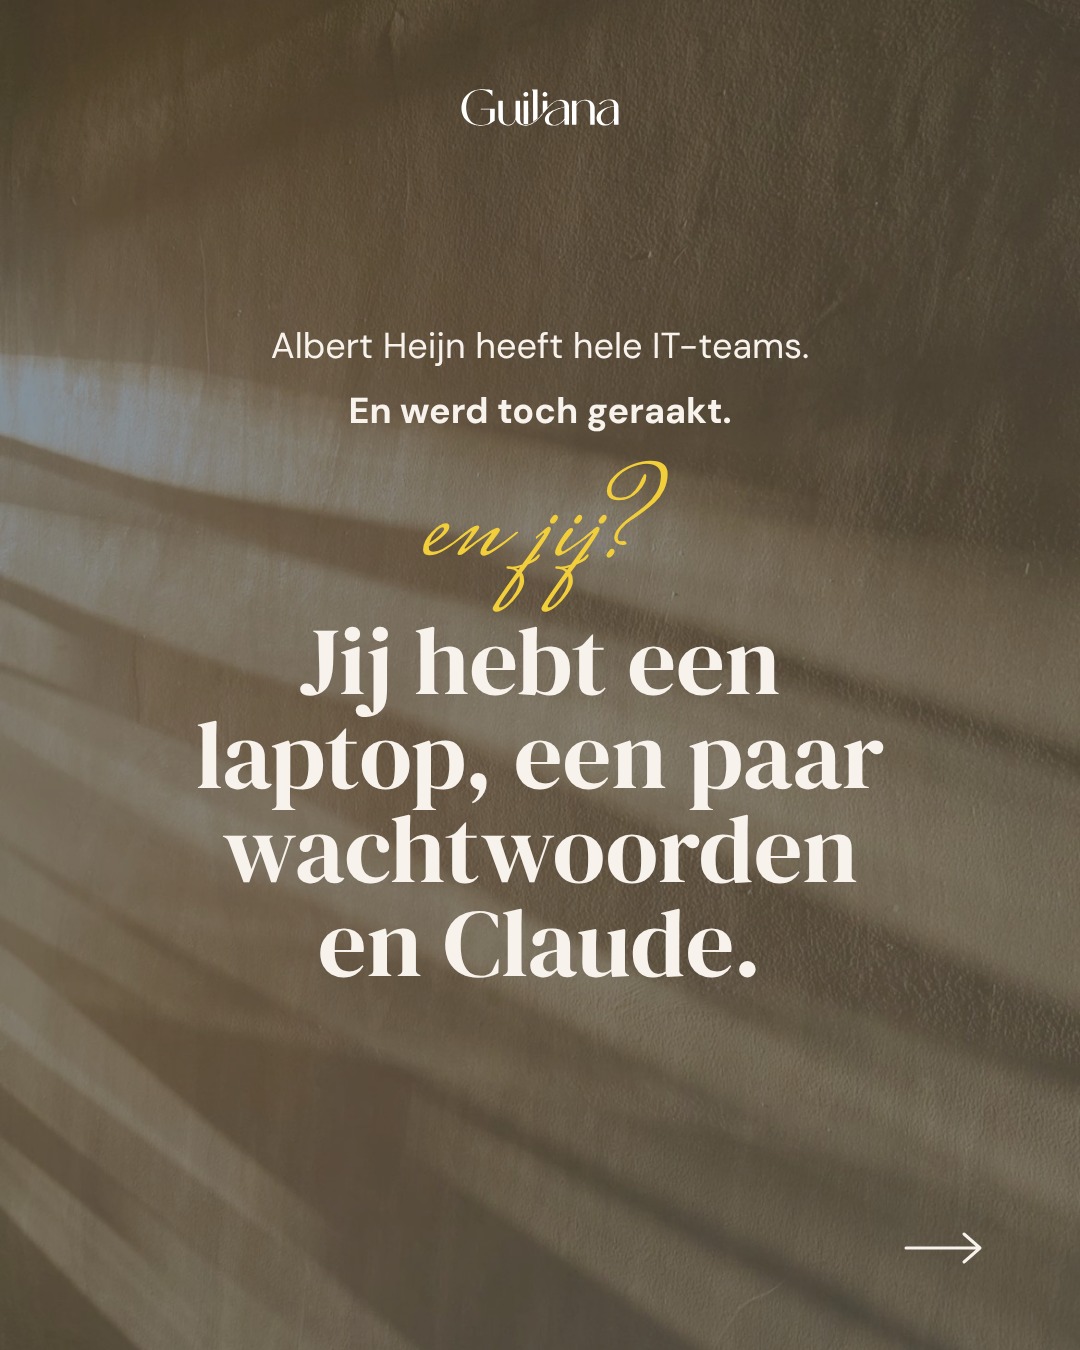 Guiliana
Albert Heijn heeft hele IT-teams.
En werd toch geraakt.
en jij?
Jij hebt een
laptop, een paar
wachtwoorden
en Claude.